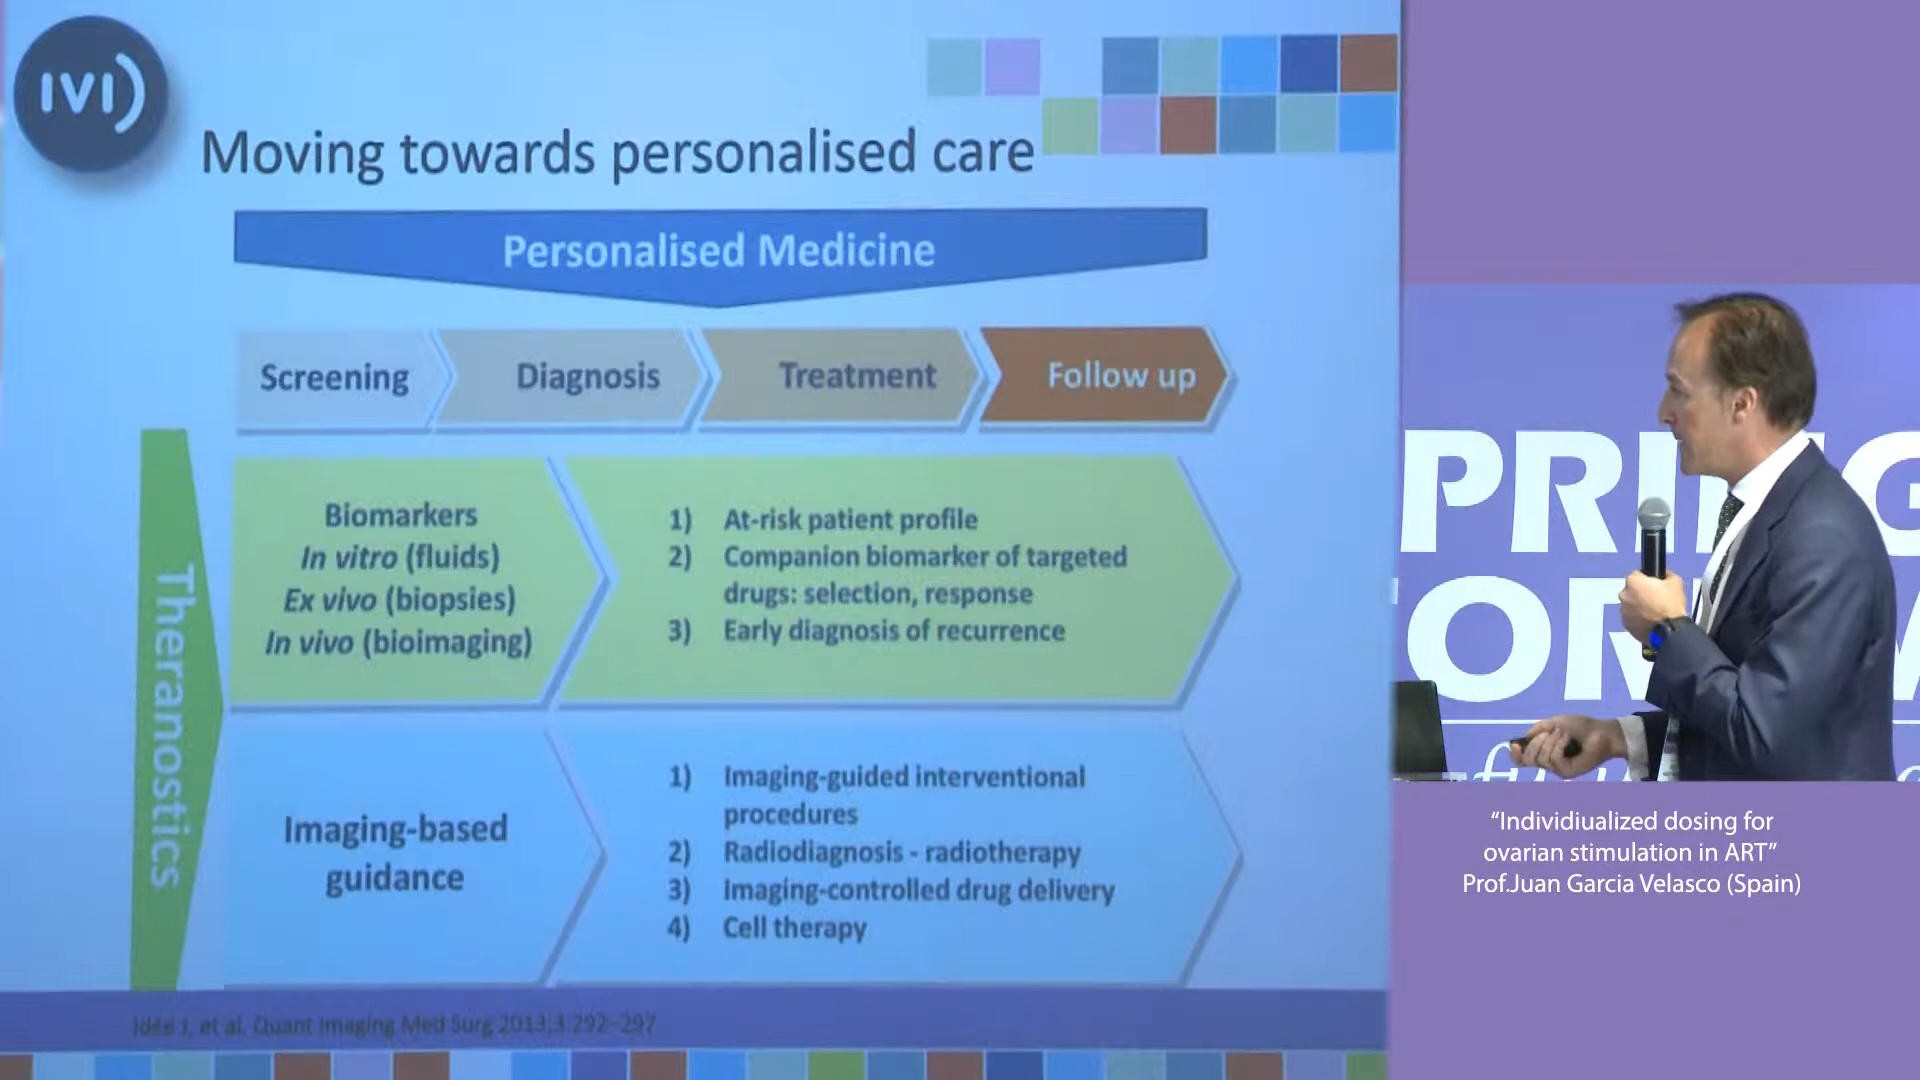 IVI)
Moving towards personalised care
Personalised Medicine
Screening
Diagnosis
Treatment
Follow up
Theranostics
Biomarkers
In vitro (fluids)
Ex vivo (biopsies)
In vivo (bioimaging)
1) At-risk patient profile
2) Companion biomarker of targeted
drugs: selection, response
3) Early diagnosis of recurrence
Imaging-based
guidance
1) Imaging-guided interventional
procedures
2) Radiodiagnosis - radiotherapy
3) Imaging-controlled drug delivery
4) Cell therapy
Idée J, et al. Quant Imaging Med Surg 2013;3:292–297
PRI G
OR
“Individiualized dosing for
ovarian stimulation in ART”
Prof.Juan Garcia Velasco (Spain)